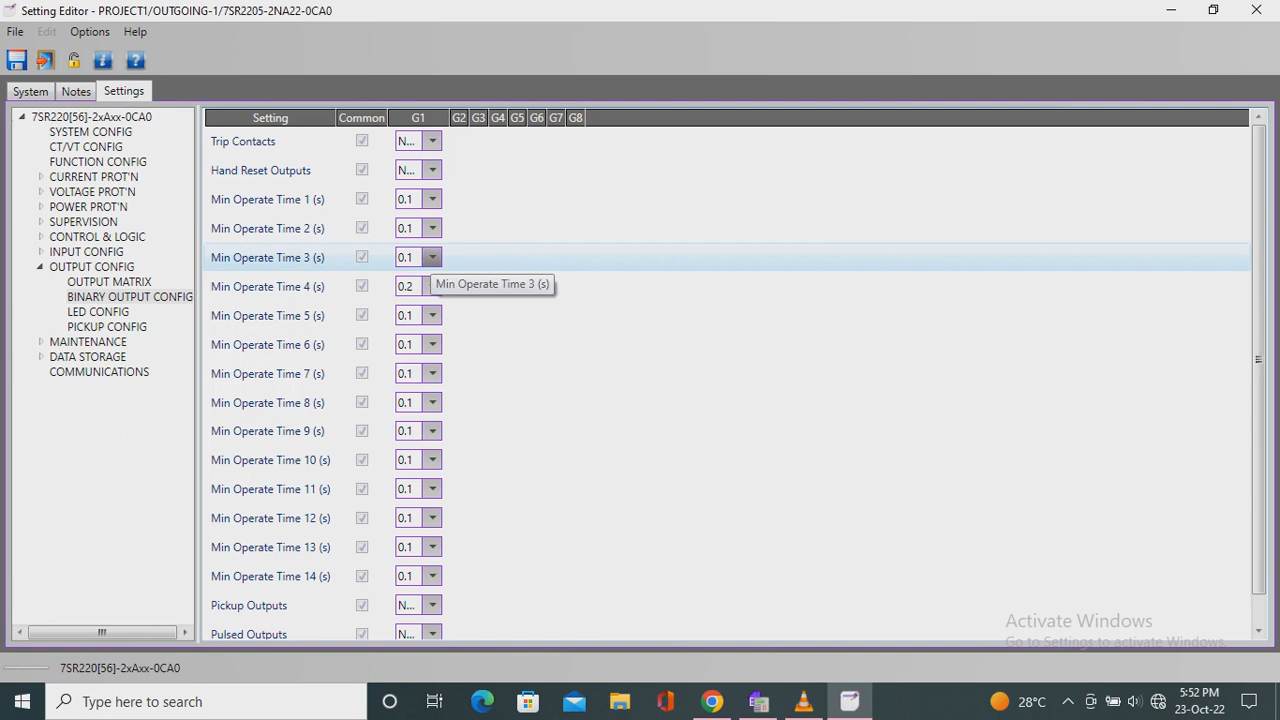 Setting Editor - PROJECT1/OUTGOING-1/7SR2205-2NA22-0CA0
File Edit Options Help
System Notes Settings
7SR220[56]-2xAxx-0CA0
SYSTEM CONFIG
CT/VT CONFIG
FUNCTION CONFIG
CURRENT PROT'N
VOLTAGE PROT'N
POWER PROT'N
SUPERVISION
CONTROL & LOGIC
INPUT CONFIG
OUTPUT CONFIG
OUTPUT MATRIX
BINARY OUTPUT CONFIG
LED CONFIG
PICKUP CONFIG
MAINTENANCE
DATA STORAGE
COMMUNICATIONS
Setting Common G1 G2 G3 G4 G5 G6 G7 G8
Trip Contacts N...
Hand Reset Outputs N...
Min Operate Time 1 (s) 0.1
Min Operate Time 2 (s) 0.1
Min Operate Time 3 (s) 0.1
Min Operate Time 3 (s)
Min Operate Time 4 (s) 0.2
Min Operate Time 5 (s) 0.1
Min Operate Time 6 (s) 0.1
Min Operate Time 7 (s) 0.1
Min Operate Time 8 (s) 0.1
Min Operate Time 9 (s) 0.1
Min Operate Time 10 (s) 0.1
Min Operate Time 11 (s) 0.1
Min Operate Time 12 (s) 0.1
Min Operate Time 13 (s) 0.1
Min Operate Time 14 (s) 0.1
Pickup Outputs N...
Pulsed Outputs N...
Activate Windows
Go to Settings to activate Windows.
7SR220[56]-2xAxx-0CA0
Type here to search
28°C
5:52 PM
23-Oct-22